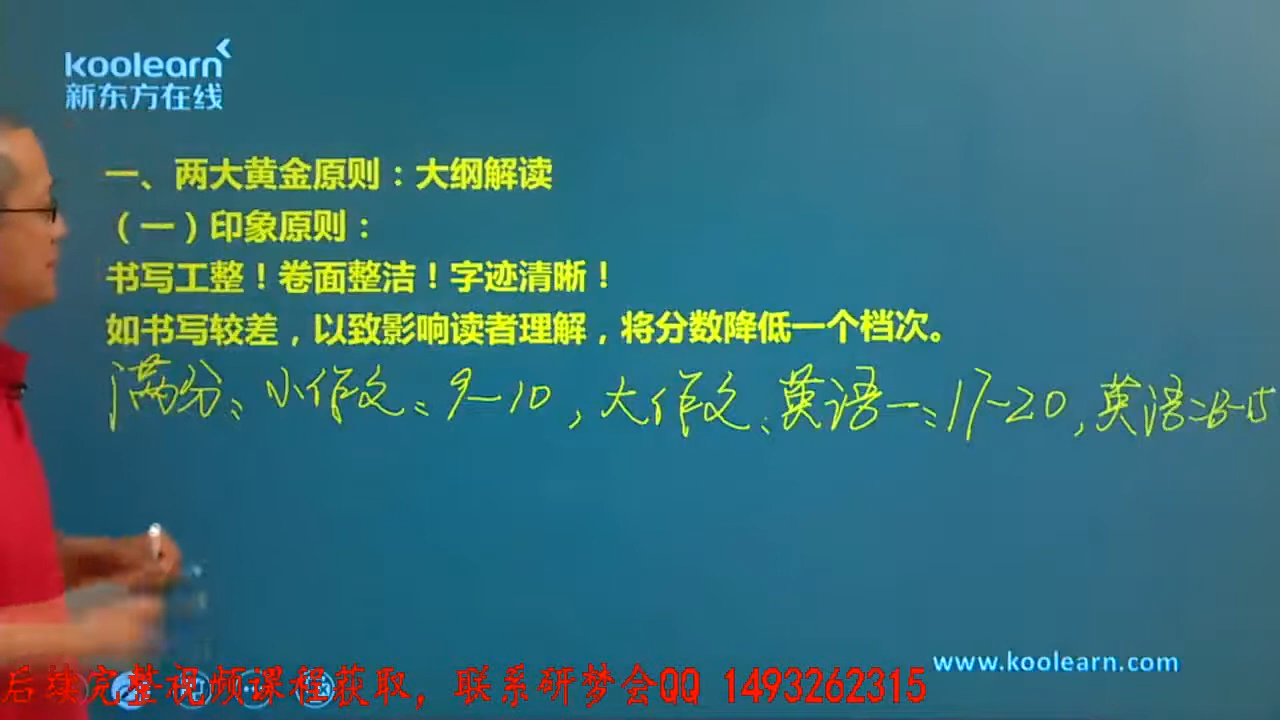 koolearn
新东方在线
一、两大黄金原则：大纲解读
（一）印象原则：
书写工整！卷面整洁！字迹清晰！
如书写较差，以致影响读者理解，将分数降低一个档次。
满分：小作文：9-10，大作文：英语一：17-20，英语二13-15
www.koolearn.com
后续完整视频课程获取，联系研梦会QQ 1493262315